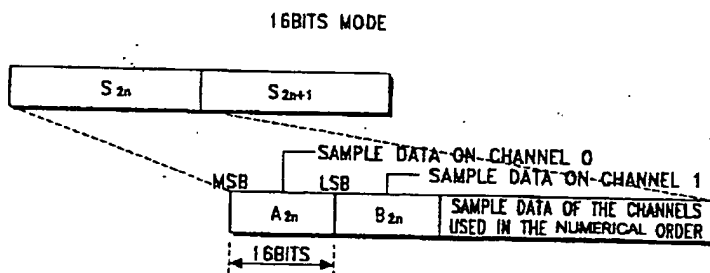 16BITS MODE
S2n S2n+1
SAMPLE DATA ON CHANNEL 0
MSB LSB SAMPLE DATA ON CHANNEL 1
A2n B2n SAMPLE DATA OF THE CHANNELS
USED IN THE NUMERICAL ORDER
16BITS